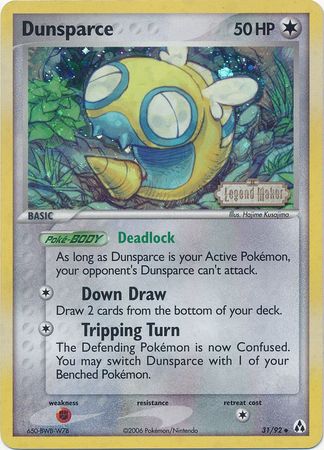 Dunsparce 50 HP
Legend Maker
BASIC
Illus. Hajime Kusajima
Poké-BODY Deadlock
As long as Dunsparce is your Active Pokémon,
your opponent's Dunsparce can't attack.
Down Draw
Draw 2 cards from the bottom of your deck.
Tripping Turn
The Defending Pokémon is now Confused.
You may switch Dunsparce with 1 of your
Benched Pokémon.
weakness resistance retreat cost
650-BWB-W78 ©2006 Pokémon/Nintendo 31/92